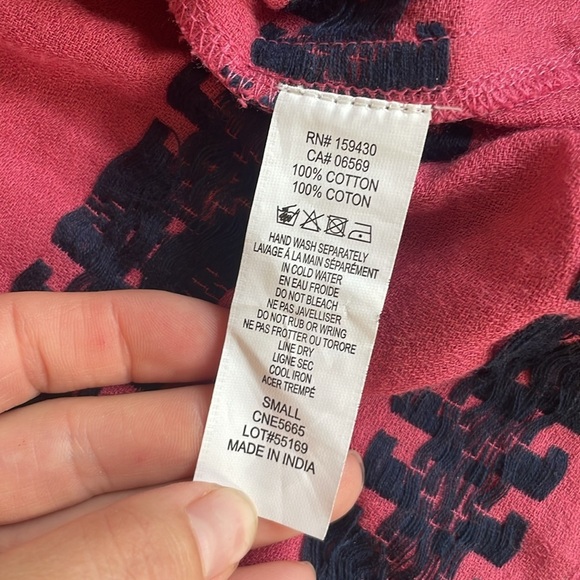 RN# 159430
CA# 06569
100% COTTON
100% COTON
HAND WASH SEPARATELY
LAVAGE À LA MAIN SÉPARÉMENT
IN COLD WATER
EN EAU FROIDE
DO NOT BLEACH
NE PAS JAVELLISER
DO NOT RUB OR WRING
NE PAS FRÔTTER OU TORORE
LINE DRY
LIGNE SEC
COOL IRON
ACER TREMPÉ
SMALL
CNE5665
LOT#55169
MADE IN INDIA